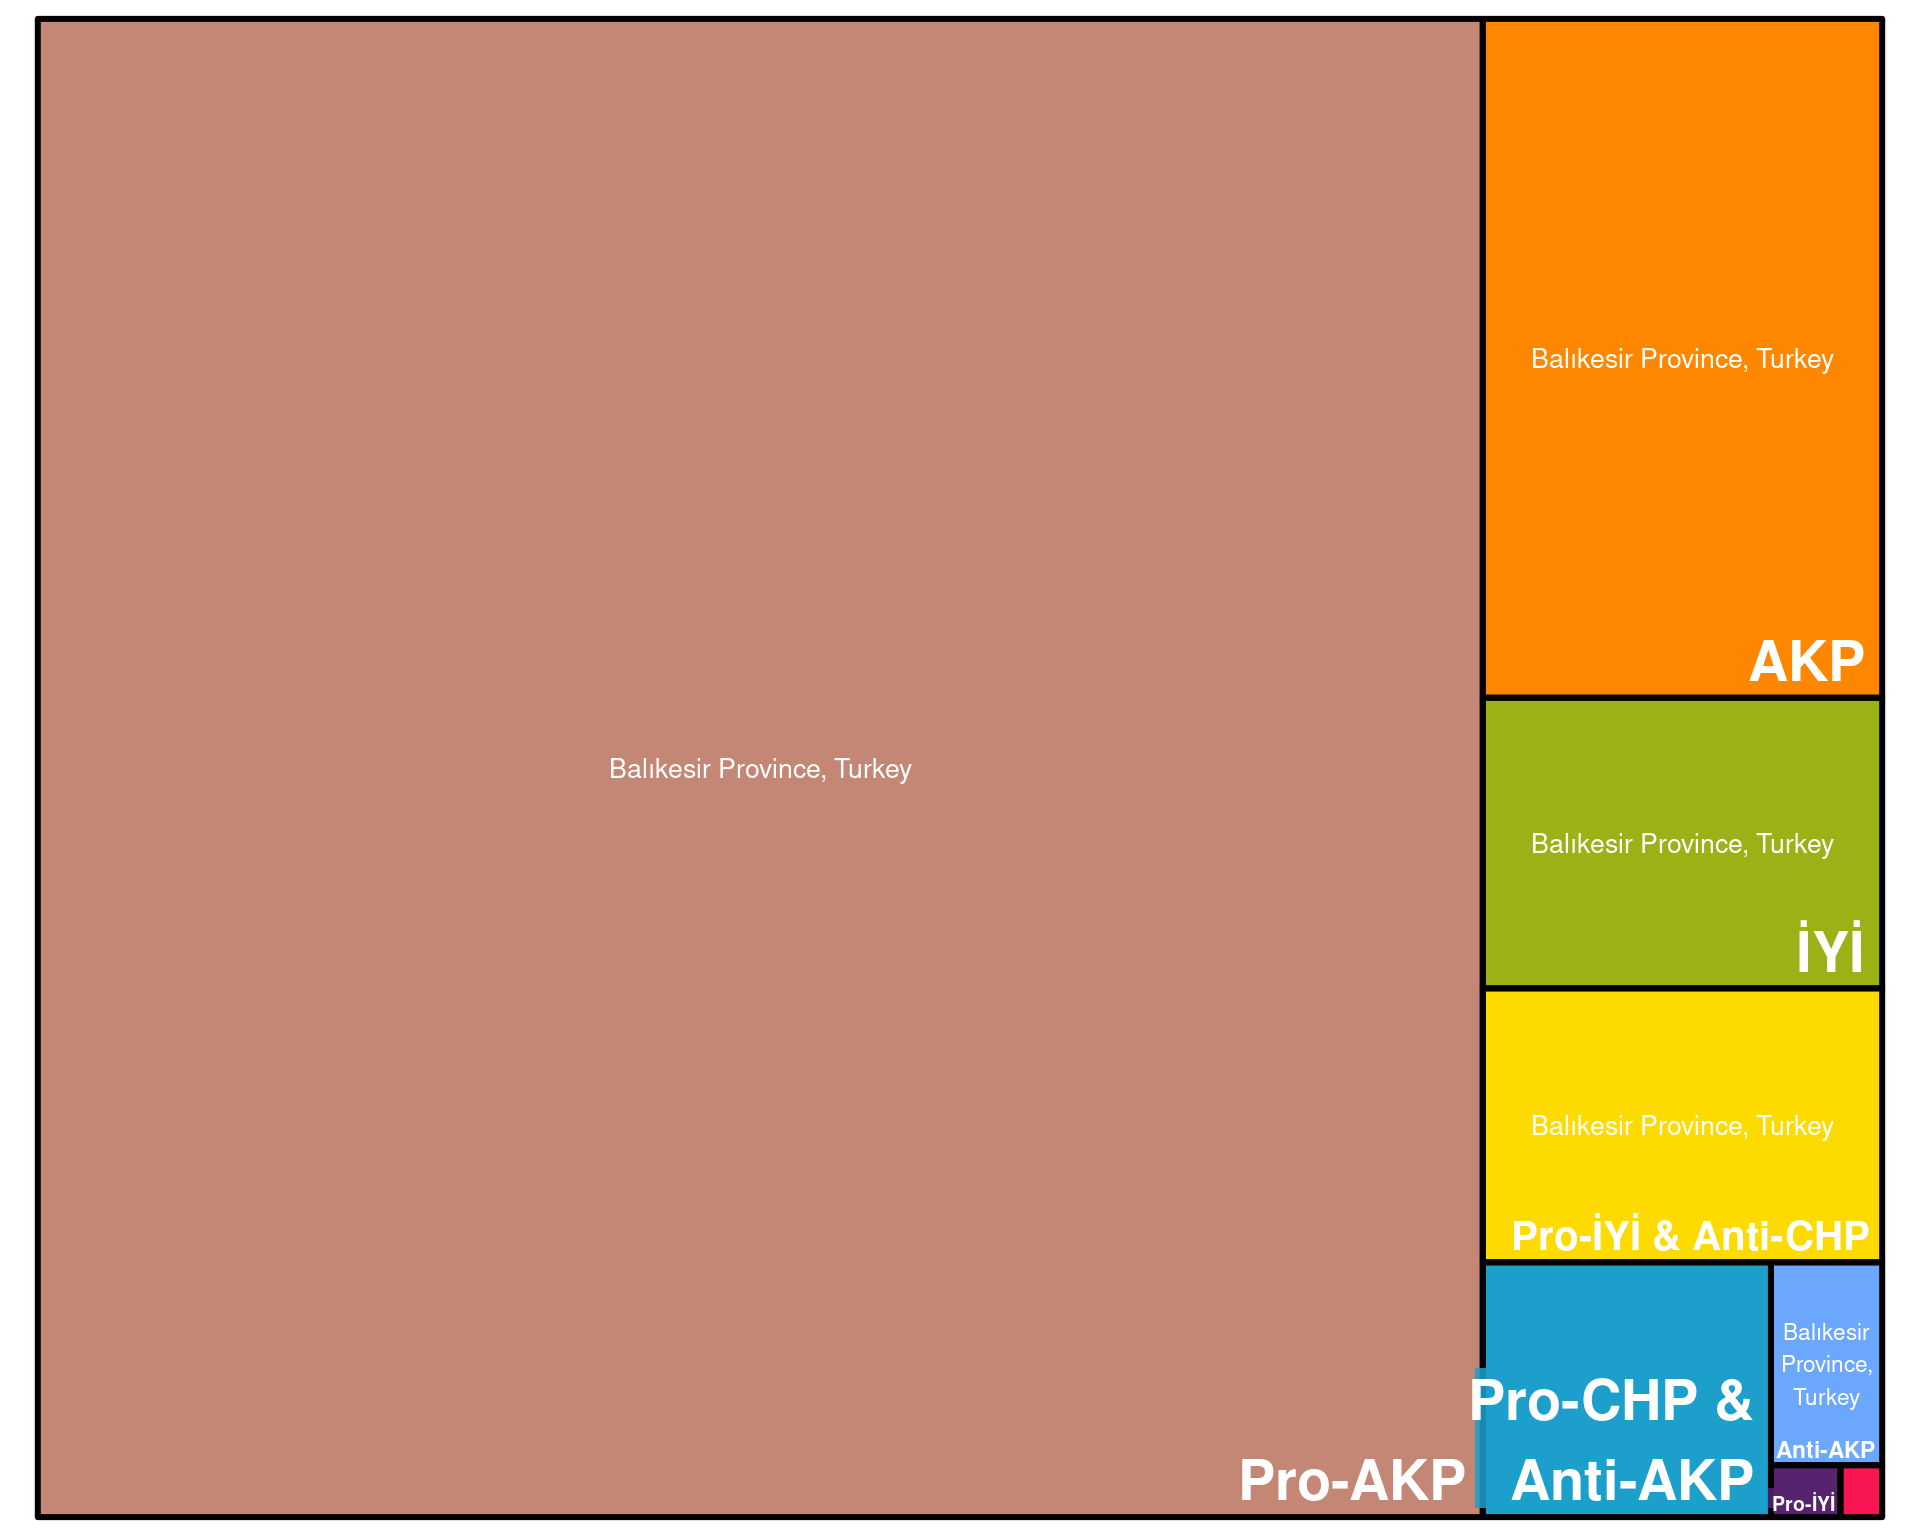 Balıkesir Province, Turkey
Pro-AKP
Balıkesir Province, Turkey
AKP
Balıkesir Province, Turkey
İYİ
Balıkesir Province, Turkey
Pro-İYİ & Anti-CHP
Pro-CHP &
Anti-AKP
Balıkesir
Province,
Turkey
Anti-AKP
Pro-İYİ